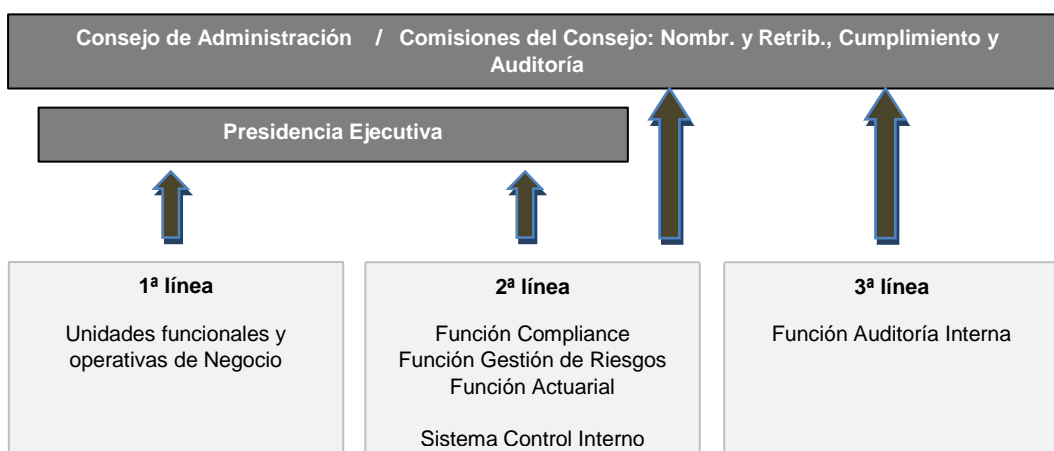 Consejo de Administración / Comisiones del Consejo: Nombr. y Retrib., Cumplimiento y
Auditoría
Presidencia Ejecutiva
1ª línea
Unidades funcionales y
operativas de Negocio
2ª línea
Función Compliance
Función Gestión de Riesgos
Función Actuarial
Sistema Control Interno
3ª línea
Función Auditoría Interna